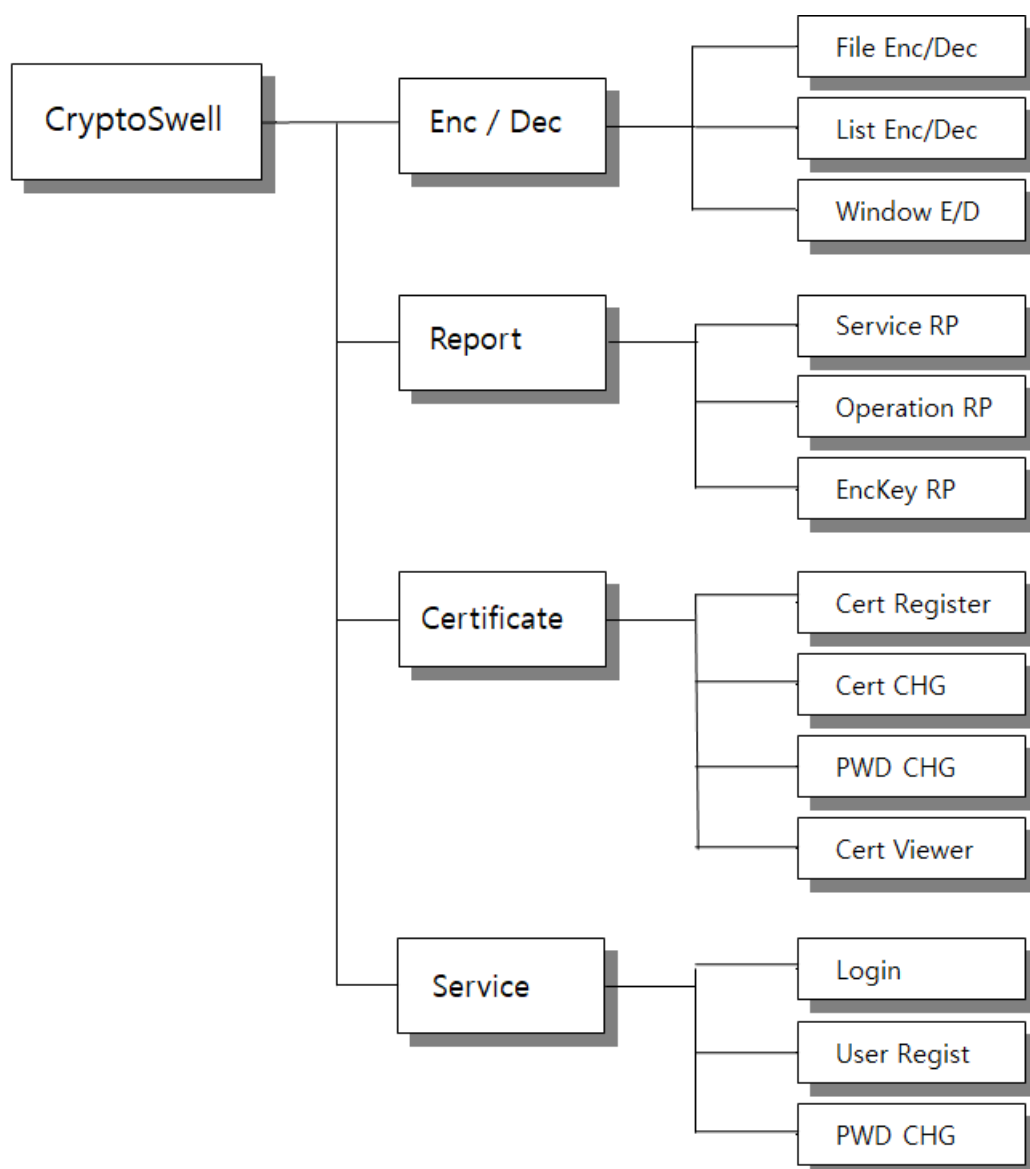 CryptoSwell
Enc / Dec
File Enc/Dec
List Enc/Dec
Window E/D
Report
Service RP
Operation RP
EncKey RP
Certificate
Cert Register
Cert CHG
PWD CHG
Cert Viewer
Service
Login
User Regist
PWD CHG